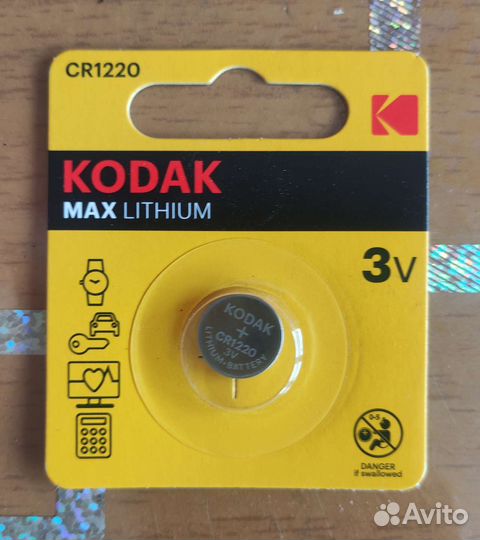 CR1220
K
KODAK
MAX LITHIUM
3V
KODAK
+
CR1220
3V
LITHIUM•BATTERY
0-5
DANGER
if swallowed
Avito